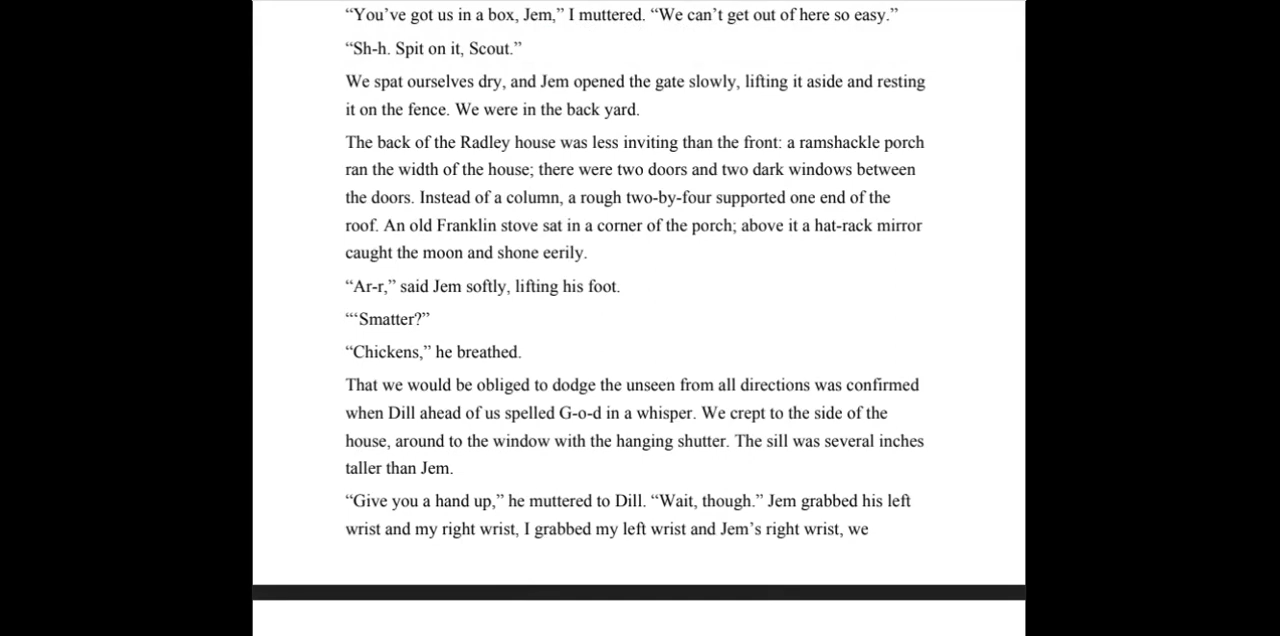 “You’ve got us in a box, Jem,” I muttered. “We can’t get out of here so easy.”
“Sh-h. Spit on it, Scout.”
We spat ourselves dry, and Jem opened the gate slowly, lifting it aside and resting
it on the fence. We were in the back yard.
The back of the Radley house was less inviting than the front: a ramshackle porch
ran the width of the house; there were two doors and two dark windows between
the doors. Instead of a column, a rough two-by-four supported one end of the
roof. An old Franklin stove sat in a corner of the porch; above it a hat-rack mirror
caught the moon and shone eerily.
“Ar-r,” said Jem softly, lifting his foot.
“‘Smatter?”
“Chickens,” he breathed.
That we would be obliged to dodge the unseen from all directions was confirmed
when Dill ahead of us spelled G-o-d in a whisper. We crept to the side of the
house, around to the window with the hanging shutter. The sill was several inches
taller than Jem.
“Give you a hand up,” he muttered to Dill. “Wait, though.” Jem grabbed his left
wrist and my right wrist, I grabbed my left wrist and Jem’s right wrist, we